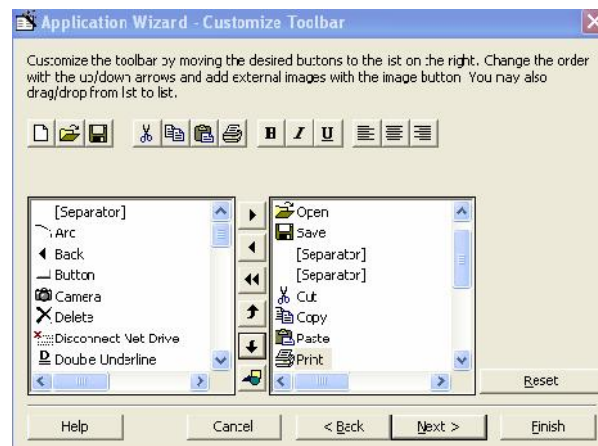 Application Wizard - Customize Toolbar
Customize the toolbar by moving the desired buttons to the ist on the right. Change the order
with the up/down arrows and add external images with the image button You may also
drag/drop from list to list.
B I U
[Separator]
Arc
Back
Button
Camera
Delete
Disconnect Net Drive
D Double Underline
Open
Save
[Separator]
[Separator]
Cut
Copy
Paste
Print
Reset
Help
Cancel
< Back
Next >
Finish